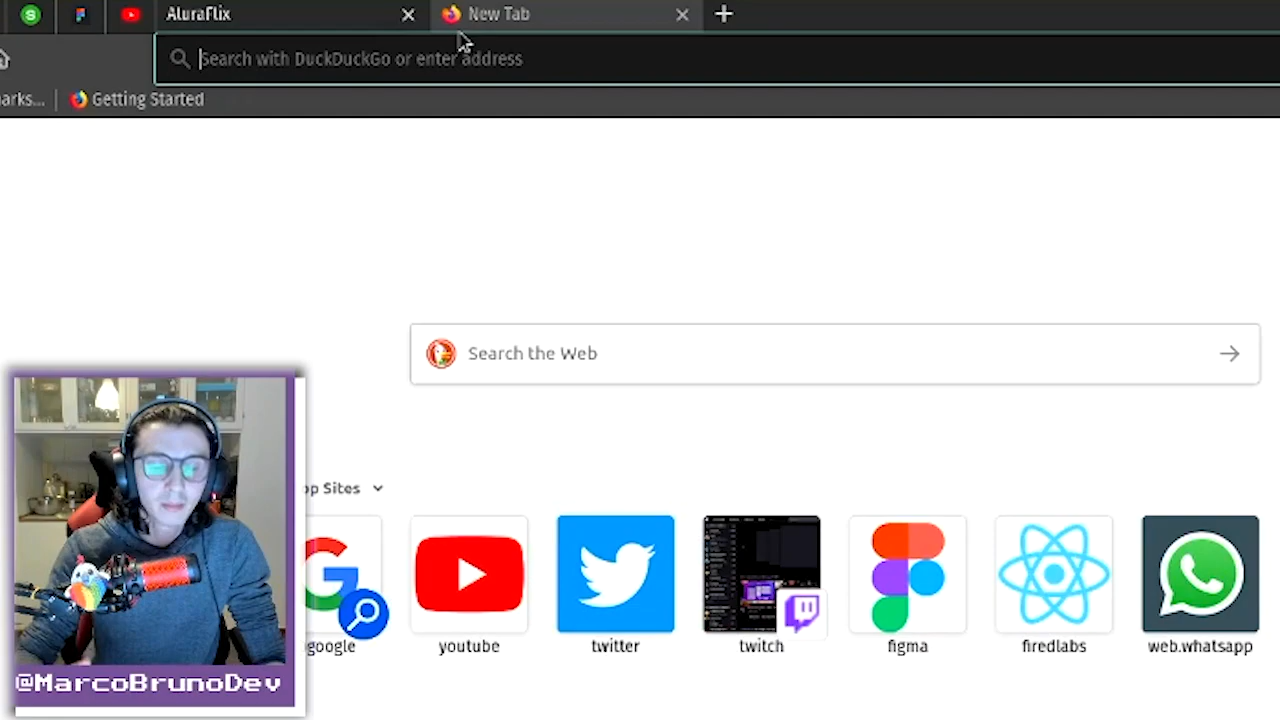 AluraFlix
New Tab
Search with DuckDuckGo or enter address
arks...
Getting Started
Search the Web
op Sites
google
youtube
twitter
twitch
figma
firedlabs
web.whatsapp
@MarcoBrunoDev